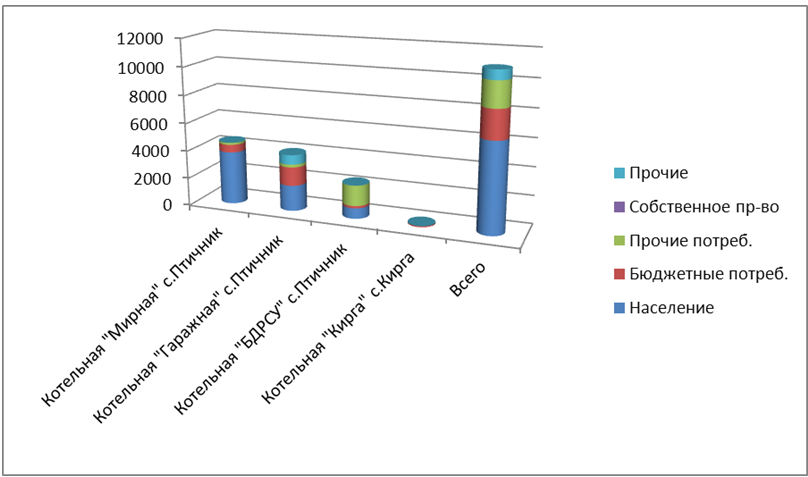 12000
10000
8000
6000
4000
2000
0
Котельная "Мирная" с.Птичник
Котельная "Гаражная" с.Птичник
Котельная "БДРСУ" с.Птичник
Котельная "Кирга" с.Кирга
Всего
Прочие
Собственное пр-во
Прочие потреб.
Бюджетные потреб.
Население